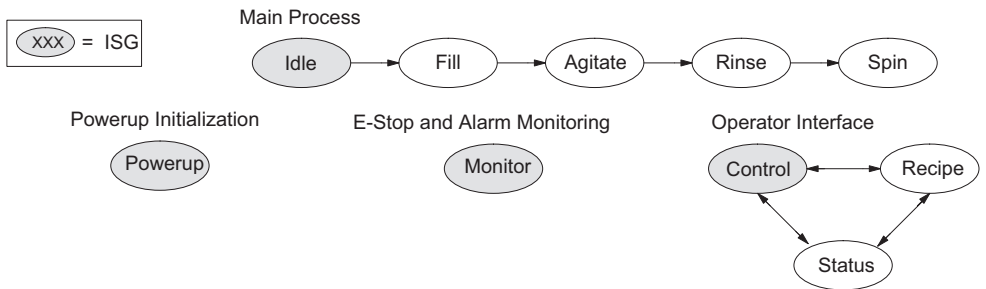 Main Process
XXX = ISG
Idle
Fill
Agitate
Rinse
Spin
Powerup Initialization
E-Stop and Alarm Monitoring
Operator Interface
Powerup
Monitor
Control
Recipe
Status